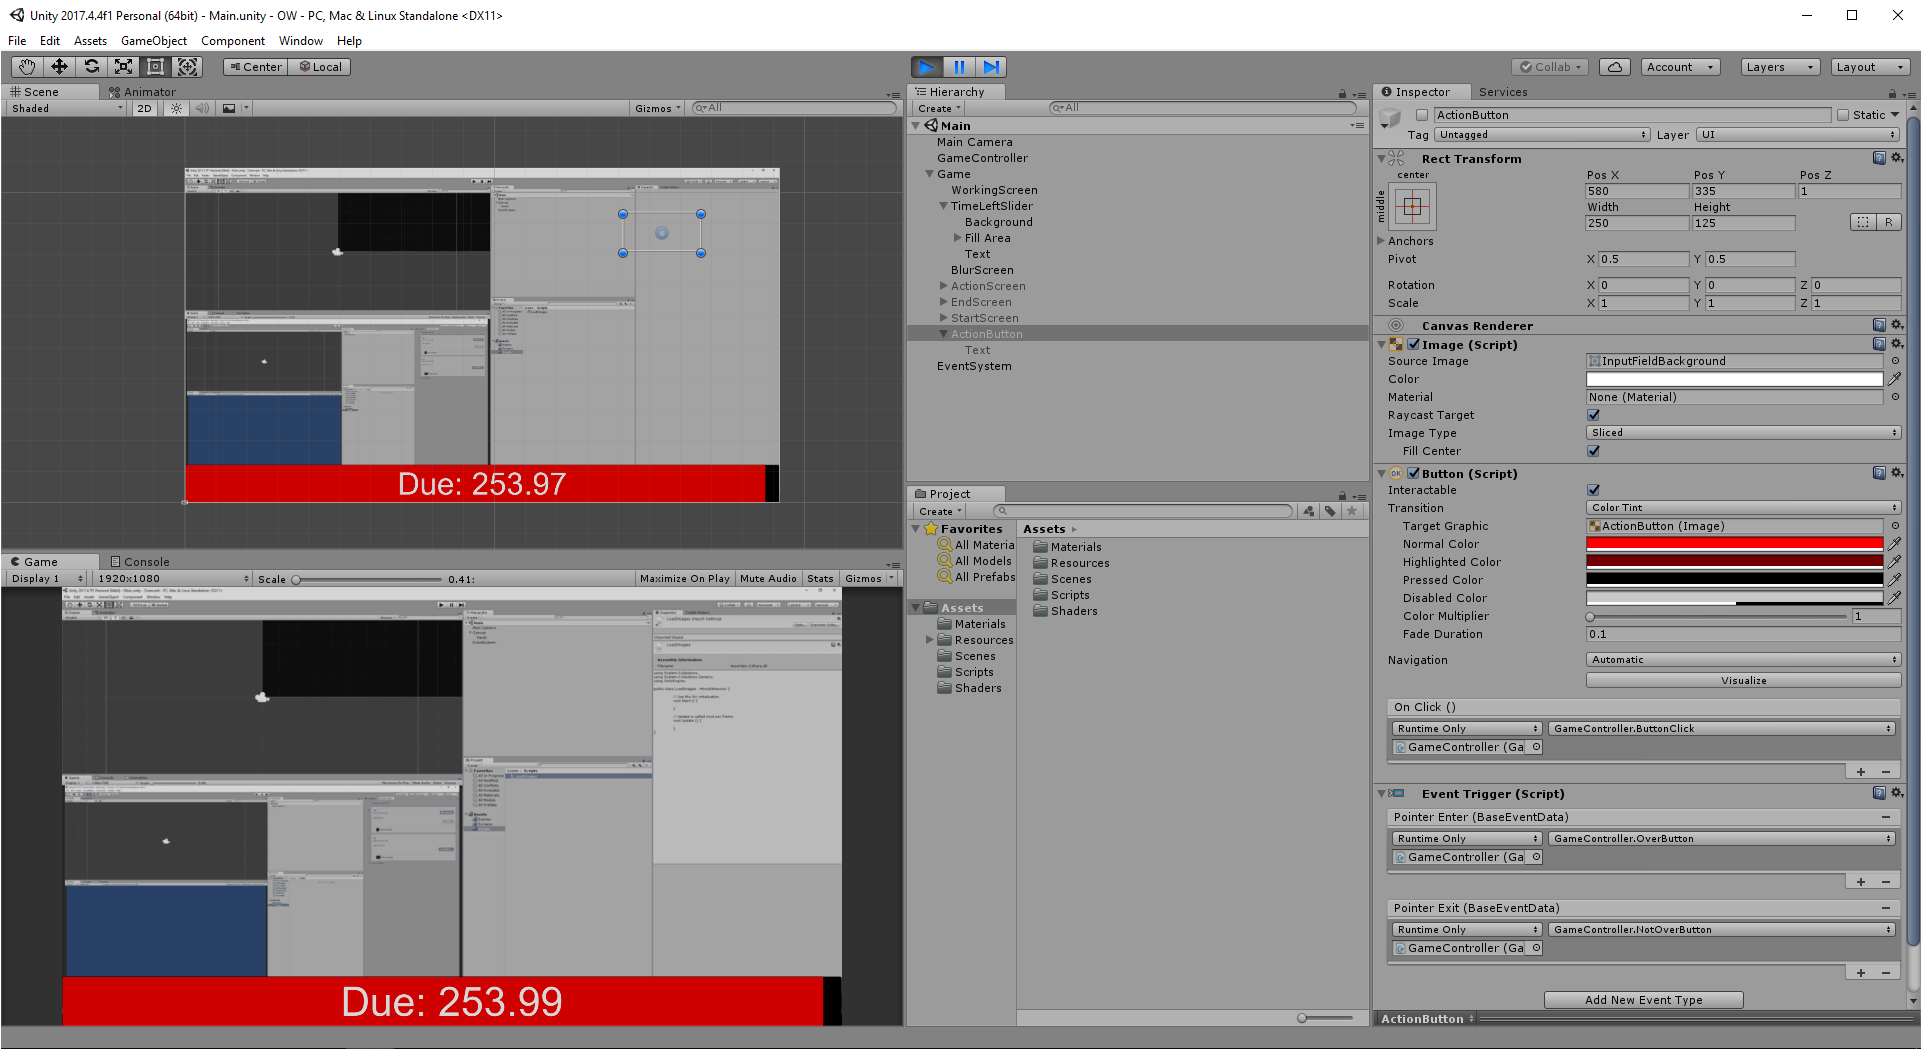 Unity 2017.4.4f1 Personal (64bit) - Main.unity - OW - PC, Mac & Linux Standalone <DX11>
File Edit Assets GameObject Component Window Help
Center Local
Collab Account Layers Layout
Scene Animator
Shaded 2D Gizmos All
Due: 253.97
Game Console
Display 1 1920x1080 Scale 0.41: Maximize On Play Mute Audio Stats Gizmos
Due: 253.99
Hierarchy
Create All
Main
Main Camera
GameController
Game
WorkingScreen
TimeLeftSlider
Background
Fill Area
Text
BlurScreen
ActionScreen
EndScreen
StartScreen
ActionButton
Text
EventSystem
Project
Create
Favorites
All Materia
All Models
All Prefabs
Assets
Materials
Resources
Scenes
Scripts
Shaders
Assets
Materials
Resources
Scenes
Scripts
Shaders
Inspector Services
ActionButton Static
Tag Untagged Layer UI
Rect Transform
center
middle
Pos X Pos Y Pos Z
580 335 1
Width Height
250 125 R
Anchors
Pivot X 0.5 Y 0.5
Rotation X 0 Y 0 Z 0
Scale X 1 Y 1 Z 1
Canvas Renderer
Image (Script)
Source Image InputFieldBackground
Color
Material None (Material)
Raycast Target
Image Type Sliced
Fill Center
OK Button (Script)
Interactable
Transition Color Tint
Target Graphic ActionButton (Image)
Normal Color
Highlighted Color
Pressed Color
Disabled Color
Color Multiplier 1
Fade Duration 0.1
Navigation Automatic
Visualize
On Click ()
Runtime Only GameController.ButtonClick
GameController (Ga
+ −
Event Trigger (Script)
Pointer Enter (BaseEventData) −
Runtime Only GameController.OverButton
GameController (Ga
+ −
Pointer Exit (BaseEventData) −
Runtime Only GameController.NotOverButton
GameController (Ga
+ −
Add New Event Type
ActionButton